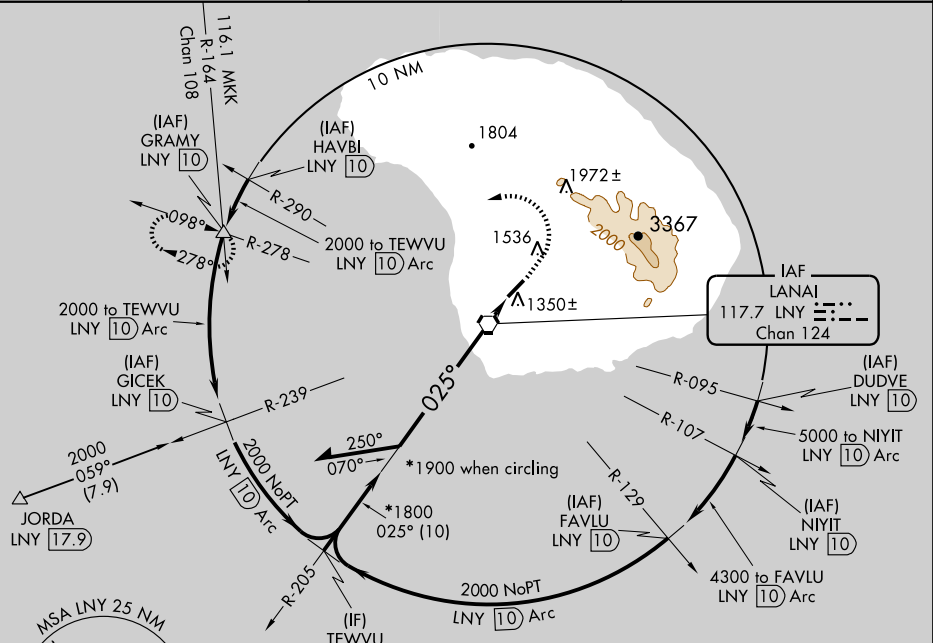 116.1 MKK
R-164
Chan 108
10 NM
(IAF)
GRAMY
LNY 10
(IAF)
HAVBI
LNY 10
1804
1972±
2000
3367
1536
1350±
R-290
098°
278°
R-278
2000 to TEWVU
LNY 10 Arc
2000 to TEWVU
LNY 10 Arc
IAF
LANAI
117.7 LNY
Chan 124
(IAF)
GICEK
LNY 10
R-239
025°
R-095
(IAF)
DUDVE
LNY 10
R-107
5000 to NIYIT
LNY 10 Arc
2000
059°
(7.9)
JORDA
LNY 17.9
2000 NoPT
LNY 10 Arc
250°
070°
*1900 when circling
*1800
025° (10)
R-129
(IAF)
FAVLU
LNY 10
(IAF)
NIYIT
LNY 10
4300 to FAVLU
LNY 10 Arc
2000 NoPT
LNY 10 Arc
R-205
(IF)
TEWVU
MSA LNY 25 NM